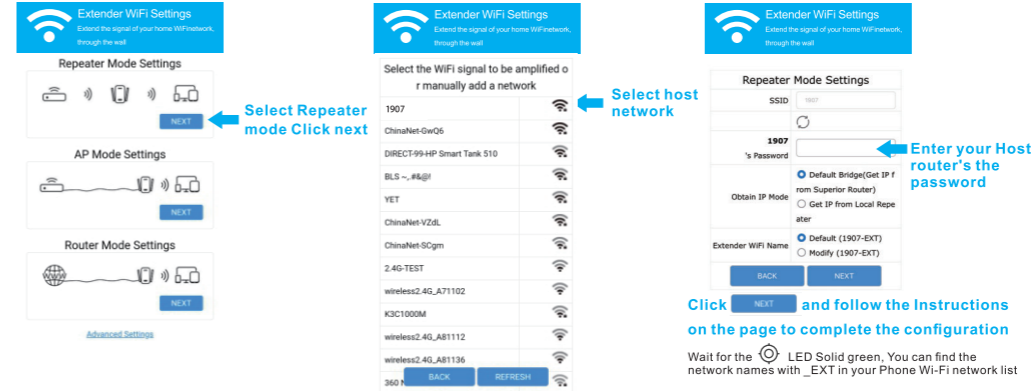 Extender WiFi Settings
Extend the signal of your home WiFinetwork,
through the wall
Repeater Mode Settings
NEXT
Select Repeater
mode Click next
AP Mode Settings
NEXT
Router Mode Settings
WWW
NEXT
Advanced Settings
Extender WiFi Settings
Extend the signal of your home WiFinetwork,
through the wall
Select the WiFi signal to be amplified o
r manually add a network
1907
Select host
network
ChinaNet-GwQ6
DIRECT-99-HP Smart Tank 510
BLS ~,.#&@!
YET
ChinaNet-VZdL
ChinaNet-SCgm
2.4G-TEST
wireless2.4G_A71102
K3C1000M
wireless2.4G_A81112
wireless2.4G_A81136
360
BACK
REFRESH
Extender WiFi Settings
Extend the signal of your home WiFinetwork,
through the wall
Repeater Mode Settings
SSID
1907
1907
's Password
Enter your Host
router's the
password
Obtain IP Mode
Default Bridge(Get IP f
rom Superior Router)
Get IP from Local Repe
ater
Extender WiFi Name
Default (1907-EXT)
Modify (1907-EXT)
BACK
NEXT
Click NEXT and follow the Instructions
on the page to complete the configuration
Wait for the LED Solid green, You can find the
network names with _EXT in your Phone Wi-Fi network list